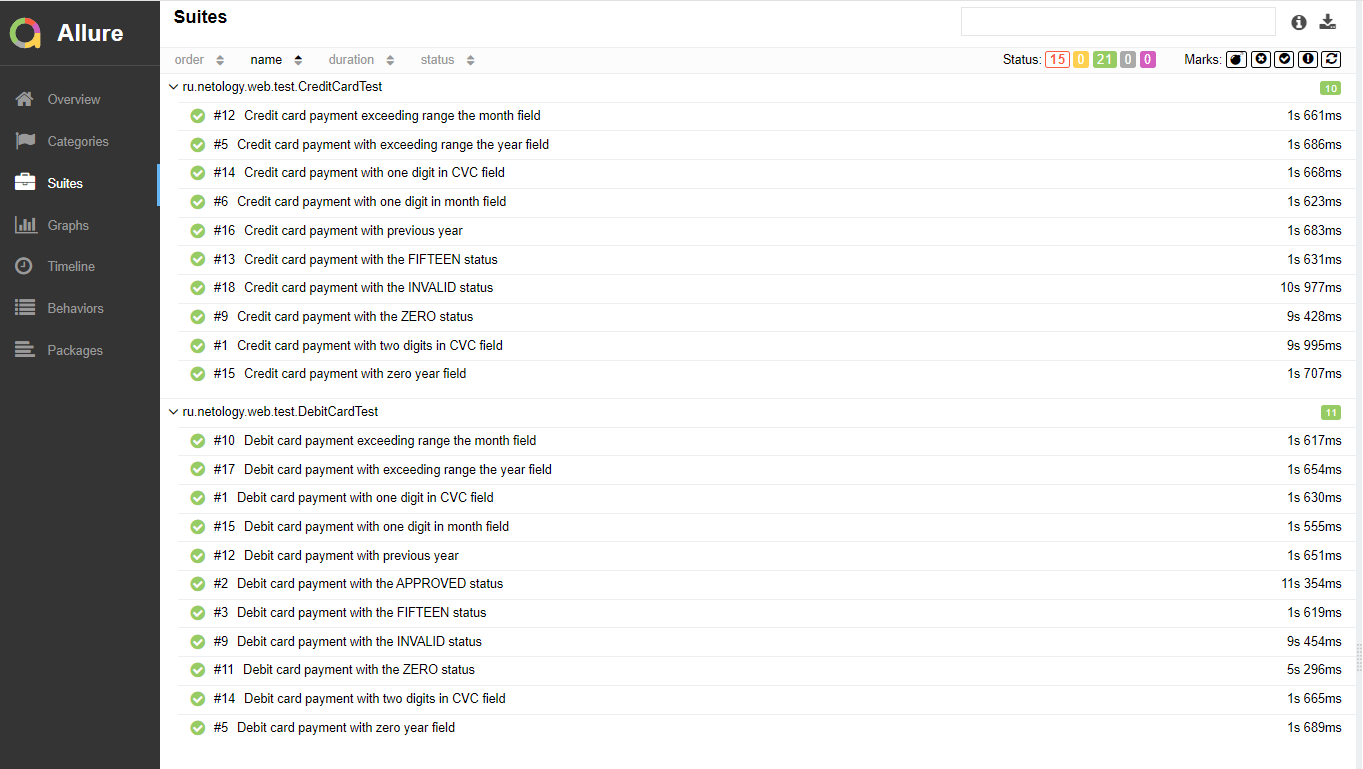 Allure
Overview
Categories
Suites
Graphs
Timeline
Behaviors
Packages
Suites
order name duration status Status: 15 0 21 0 0 Marks:
ru.netology.web.test.CreditCardTest 10
#12 Credit card payment exceeding range the month field 1s 661ms
#5 Credit card payment with exceeding range the year field 1s 686ms
#14 Credit card payment with one digit in CVC field 1s 668ms
#6 Credit card payment with one digit in month field 1s 623ms
#16 Credit card payment with previous year 1s 683ms
#13 Credit card payment with the FIFTEEN status 1s 631ms
#18 Credit card payment with the INVALID status 10s 977ms
#9 Credit card payment with the ZERO status 9s 428ms
#1 Credit card payment with two digits in CVC field 9s 995ms
#15 Credit card payment with zero year field 1s 707ms
ru.netology.web.test.DebitCardTest 11
#10 Debit card payment exceeding range the month field 1s 617ms
#17 Debit card payment with exceeding range the year field 1s 654ms
#1 Debit card payment with one digit in CVC field 1s 630ms
#15 Debit card payment with one digit in month field 1s 555ms
#12 Debit card payment with previous year 1s 651ms
#2 Debit card payment with the APPROVED status 11s 354ms
#3 Debit card payment with the FIFTEEN status 1s 619ms
#9 Debit card payment with the INVALID status 9s 454ms
#11 Debit card payment with the ZERO status 5s 296ms
#14 Debit card payment with two digits in CVC field 1s 665ms
#5 Debit card payment with zero year field 1s 689ms